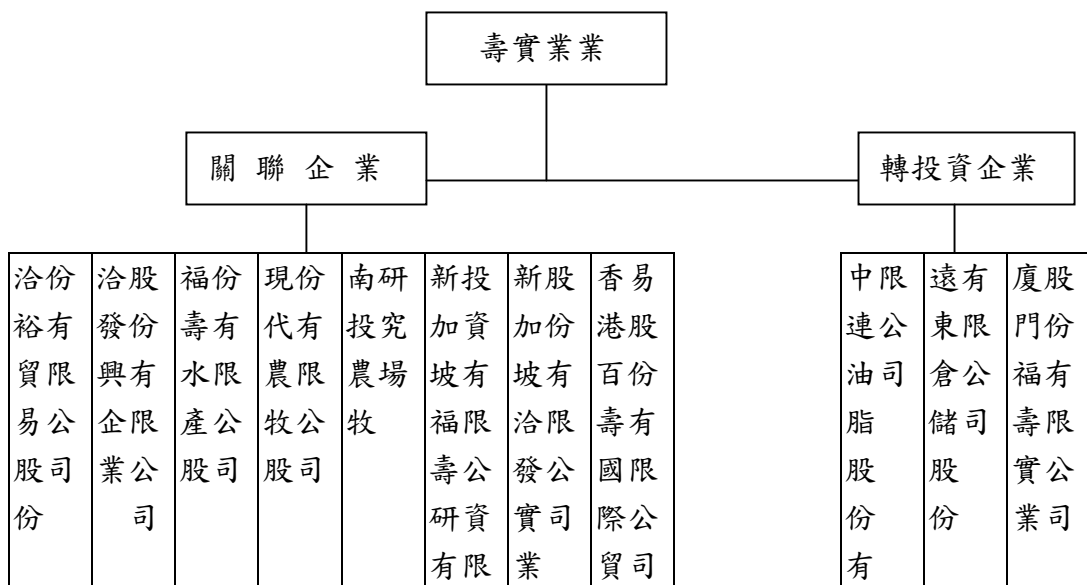 壽實業業
關聯企業
轉投資企業
洽裕貿易股份
份有限公司
洽發興企業
股份有限公司
福壽水產股
份有限公司
現代農牧股
份有限公司
南投農牧
研究場
新加坡福壽研有
投資有限公資限
新加坡洽發實業
股份有限公司
香港百壽國際貿
易股份有限公司
中連油脂股份有
限公司
遠東倉儲股份
有限公司
廈門福壽實業
股份有限公司